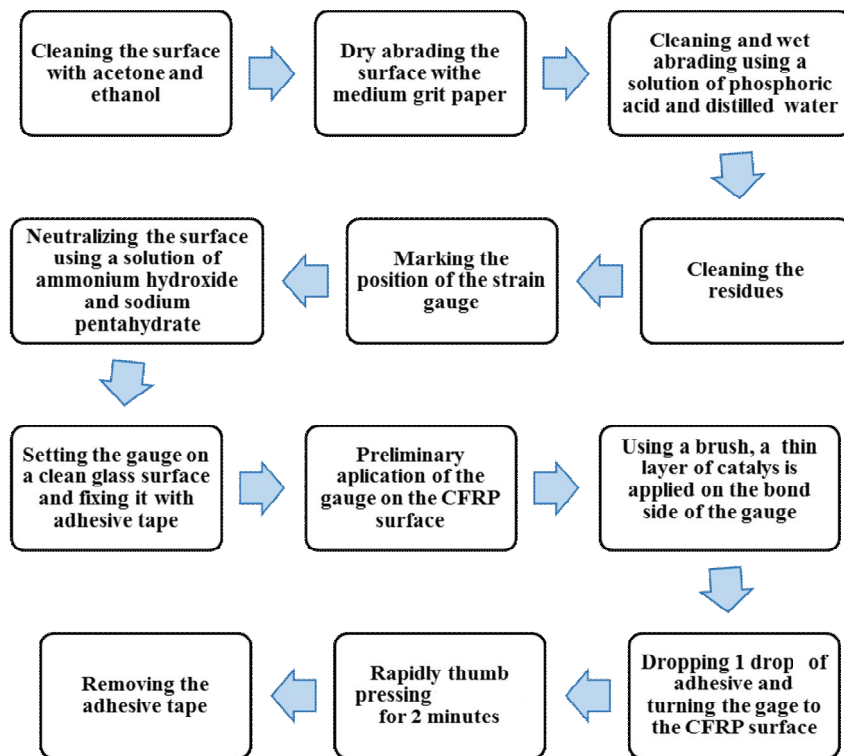 Cleaning the surface
with acetone and
ethanol
Dry abrading the
surface withe
medium grit paper
Cleaning and wet
abrading using a
solution of phosphoric
acid and distilled water
Cleaning the
residues
Marking the
position of the strain
gauge
Neutralizing the surface
using a solution of
ammonium hydroxide
and sodium
pentahydrate
Setting the gauge on
a clean glass surface
and fixing it with
adhesive tape
Preliminary
aplication of the
gauge on the CFRP
surface
Using a brush, a thin
layer of catalys is
applied on the bond
side of the gauge
Dropping 1 drop of
adhesive and
turning the gage to
the CFRP surface
Rapidly thumb
pressing
for 2 minutes
Removing the
adhesive tape